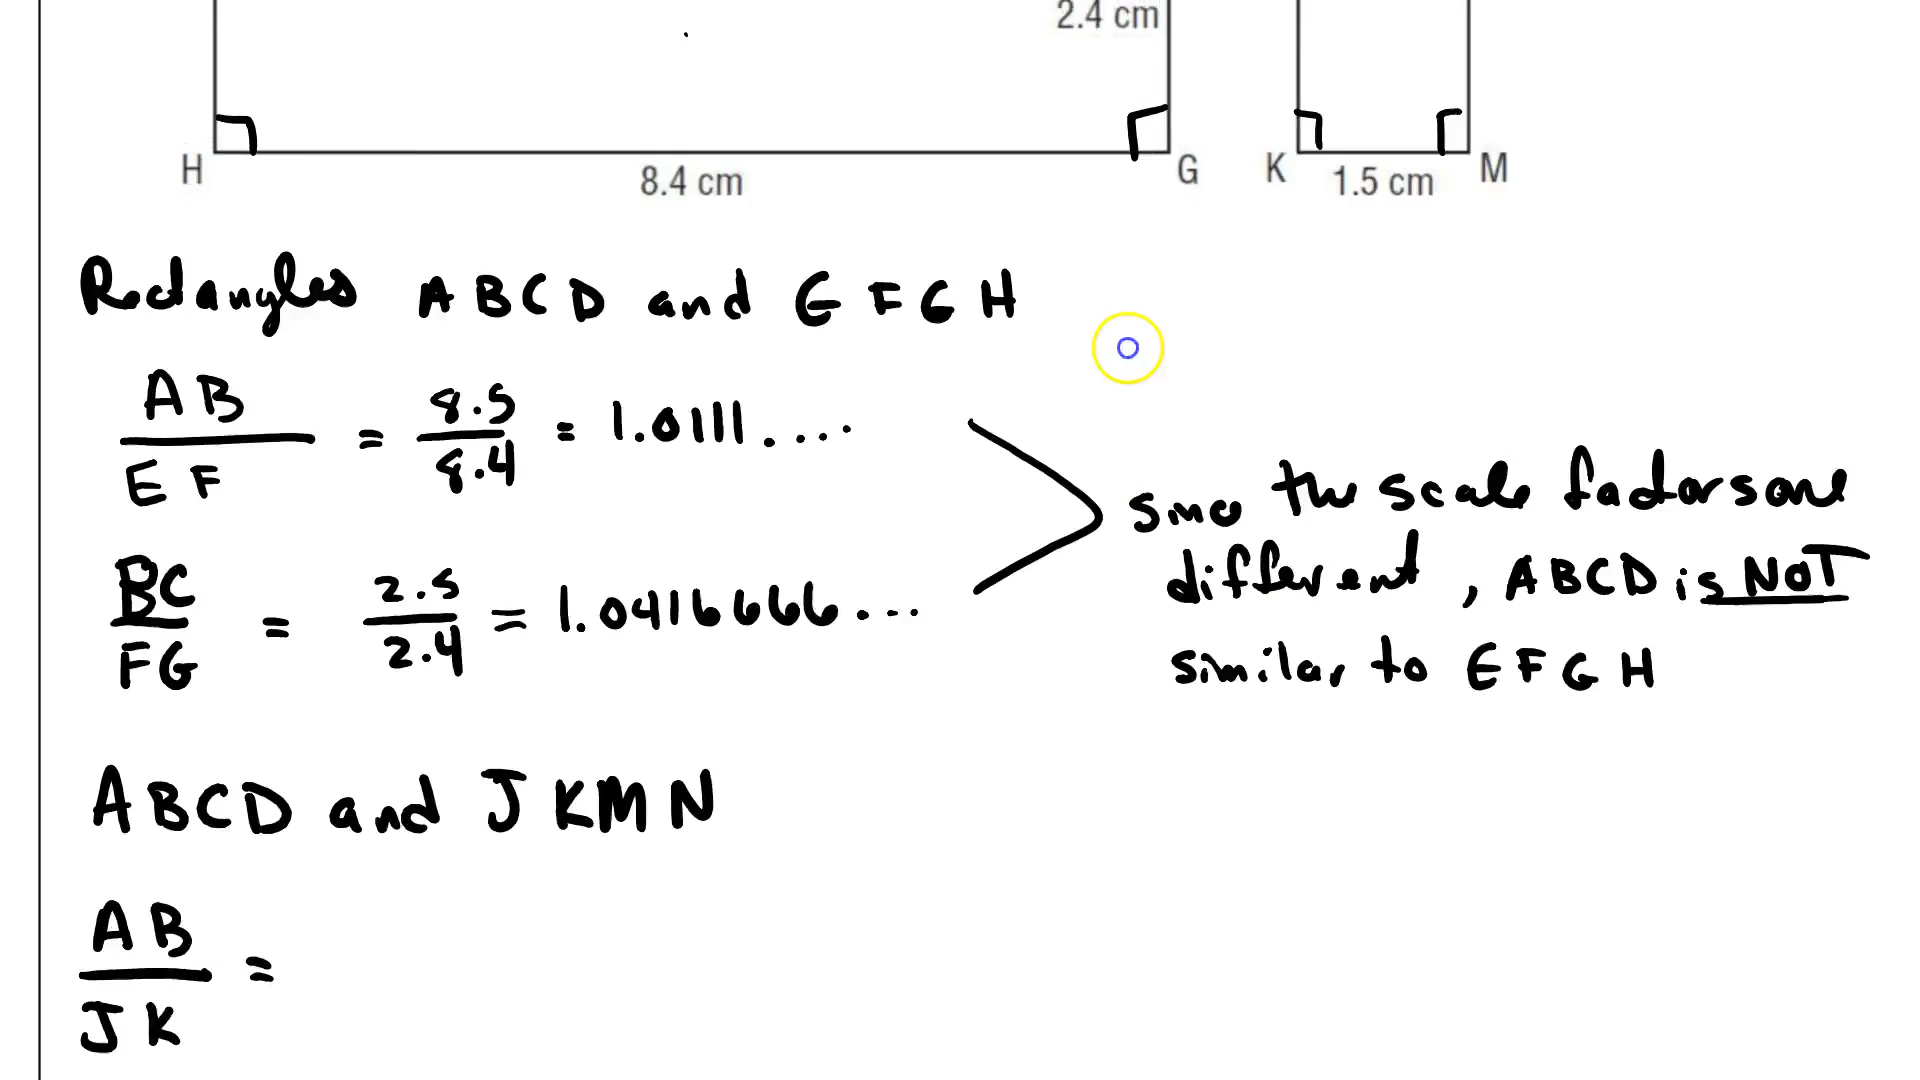 2.4 cm
H 8.4 cm G K 1.5 cm M
Rectangles ABCD and EFGH
AB
EF
= 8.5
8.4
= 1.0111....
BC
FG
= 2.5
2.4
= 1.0416666...
since the scale factors are
different, ABCD is NOT
similar to EFGH
ABCD and JKMN
AB
JK
=